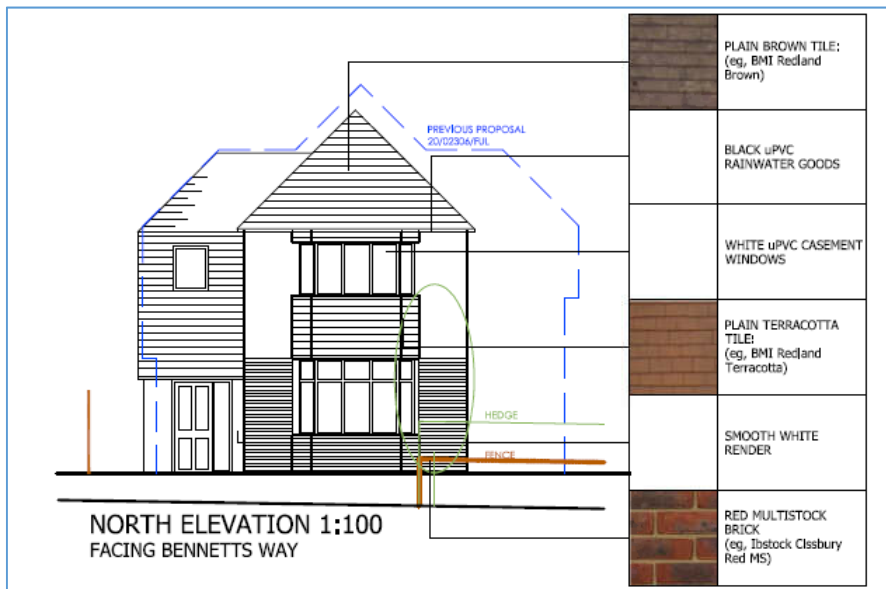 PLAIN BROWN TILE:
(eg, BMI Redland
Brown)
PREVIOUS PROPOSAL
20/02306/FUL
BLACK uPVC
RAINWATER GOODS
WHITE uPVC CASEMENT
WINDOWS
PLAIN TERRACOTTA
TILE:
(eg, BMI Redland
Terracotta)
HEDGE
SMOOTH WHITE
RENDER
FENCE
RED MULTISTOCK
BRICK
(eg, Ibstock Clssbury
Red MS)
NORTH ELEVATION 1:100
FACING BENNETTS WAY